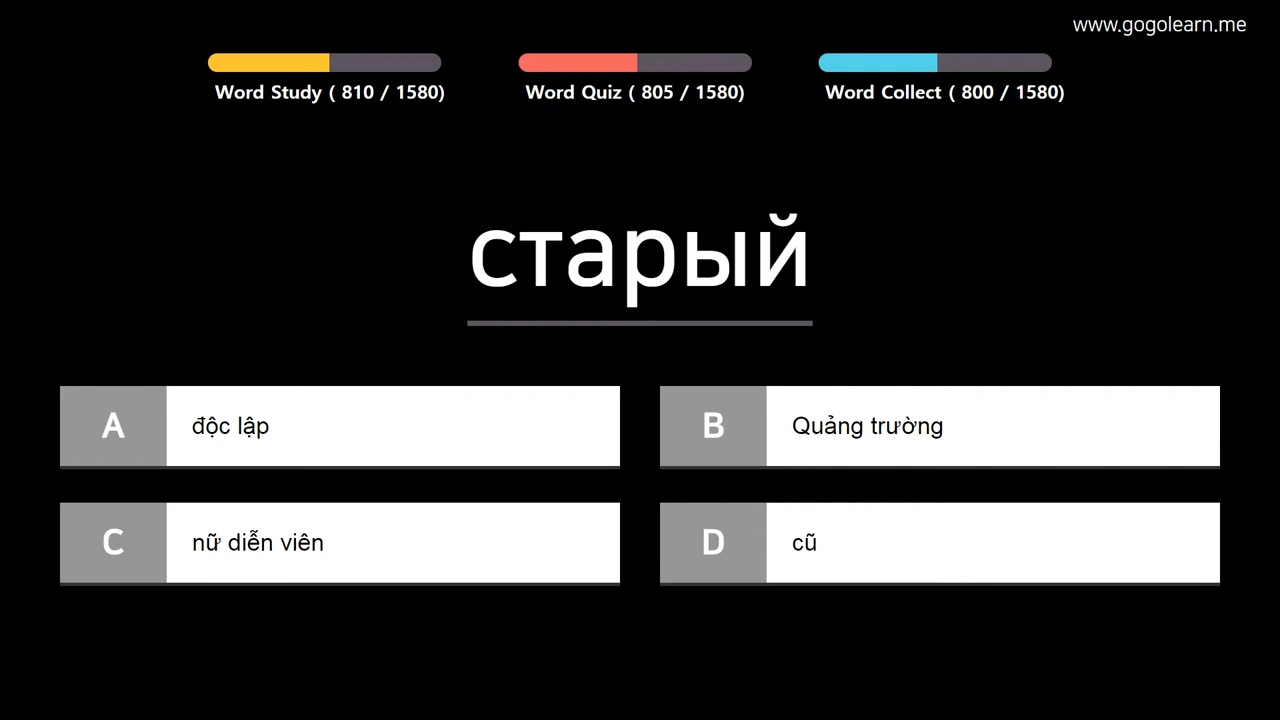 www.gogolearn.me
Word Study ( 810 / 1580)
Word Quiz ( 805 / 1580)
Word Collect ( 800 / 1580)
старый
A độc lập
B Quảng trường
C nữ diễn viên
D cũ